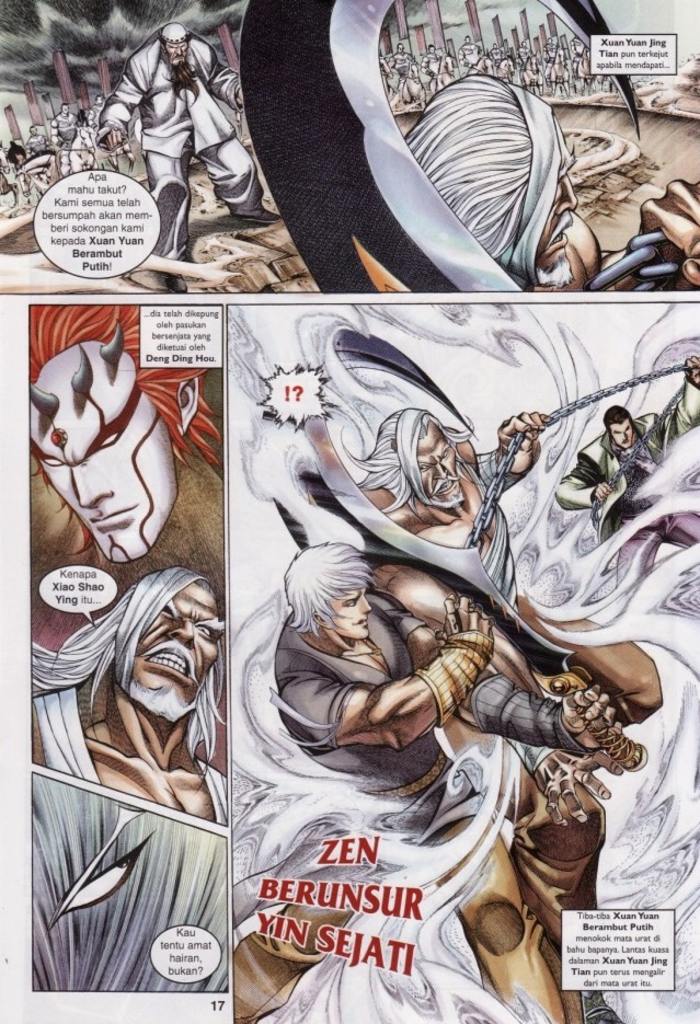 Xuan Yuan Jing
Tian pun terkejut
apabila mendapati...
Apa
mahu takut?
Kami semua telah
bersumpah akan mem-
beri sokongan kami
kepada Xuan Yuan
Berambut
Putih!
...dia telah dikepung
oleh pasukan
bersenjata yang
diketuai oleh
Deng Ding Hou.
!?
Kenapa
Xiao Shao
Ying itu...
Kau
tentu amat
hairan,
bukan?
ZEN
BERUNSUR
YIN SEJATI
Tiba-tiba Xuan Yuan
Berambut Putih
menokok mata urat di
bahu bapanya. Lantas kuasa
dalaman Xuan Yuan Jing
Tian pun terus mengalir
dari mata urat itu.
17